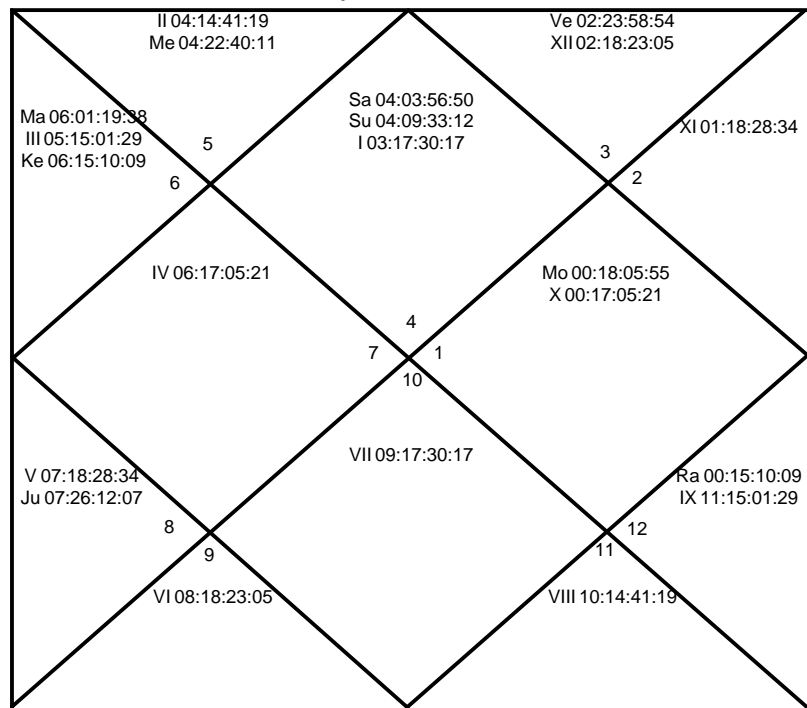 II 04:14:41:19
Me 04:22:40:11
Ve 02:23:58:54
XII 02:18:23:05
Ma 06:01:19:38
III 05:15:01:29
Ke 06:15:10:09
5
6
Sa 04:03:56:50
Su 04:09:33:12
I 03:17:30:17
3
2
XI 01:18:28:34
IV 06:17:05:21
Mo 00:18:05:55
X 00:17:05:21
4
7
1
10
V 07:18:28:34
Ju 07:26:12:07
8
9
VII 09:17:30:17
Ra 00:15:10:09
IX 11:15:01:29
12
11
VI 08:18:23:05
VIII 10:14:41:19